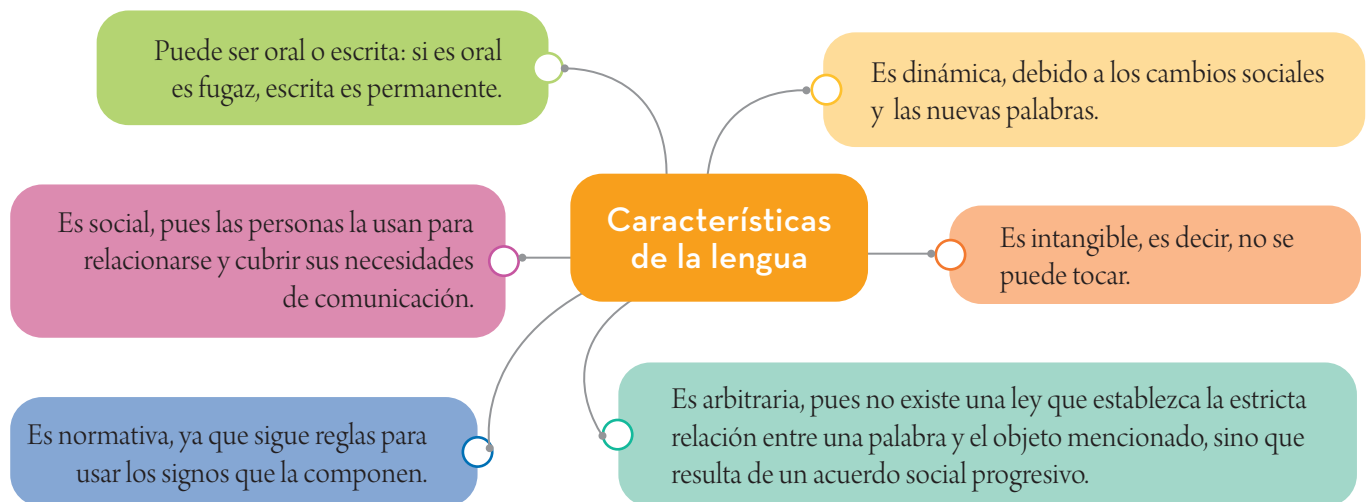 Puede ser oral o escrita: si es oral
es fugaz, escrita es permanente.
Es dinámica, debido a los cambios sociales
y las nuevas palabras.
Es social, pues las personas la usan para
relacionarse y cubrir sus necesidades
de comunicación.
Características
de la lengua
Es intangible, es decir, no se
puede tocar.
Es normativa, ya que sigue reglas para
usar los signos que la componen.
Es arbitraria, pues no existe una ley que establezca la estricta
relación entre una palabra y el objeto mencionado, sino que
resulta de un acuerdo social progresivo.